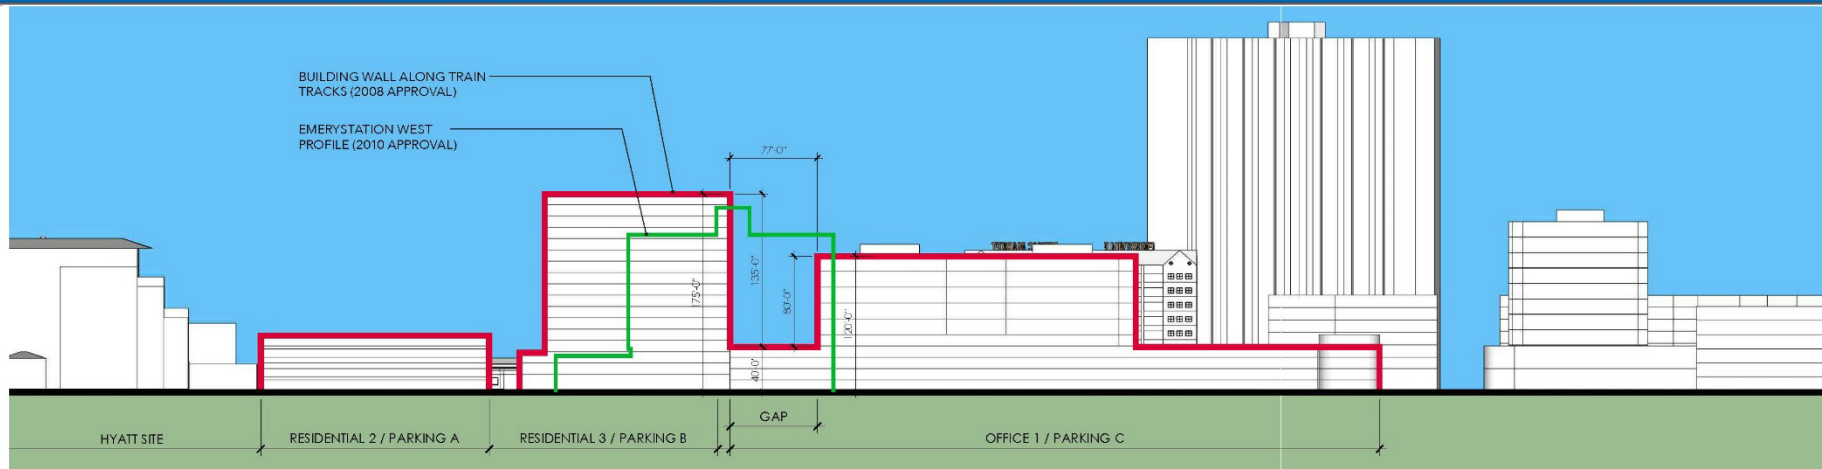 BUILDING WALL ALONG TRAIN
TRACKS (2008 APPROVAL)
EMERYSTATION WEST
PROFILE (2010 APPROVAL)
77'-0"
175'-0"
135'-0"
80'-0"
120'-0"
40'-0"
GAP
HYATT SITE
RESIDENTIAL 2 / PARKING A
RESIDENTIAL 3 / PARKING B
OFFICE 1 / PARKING C